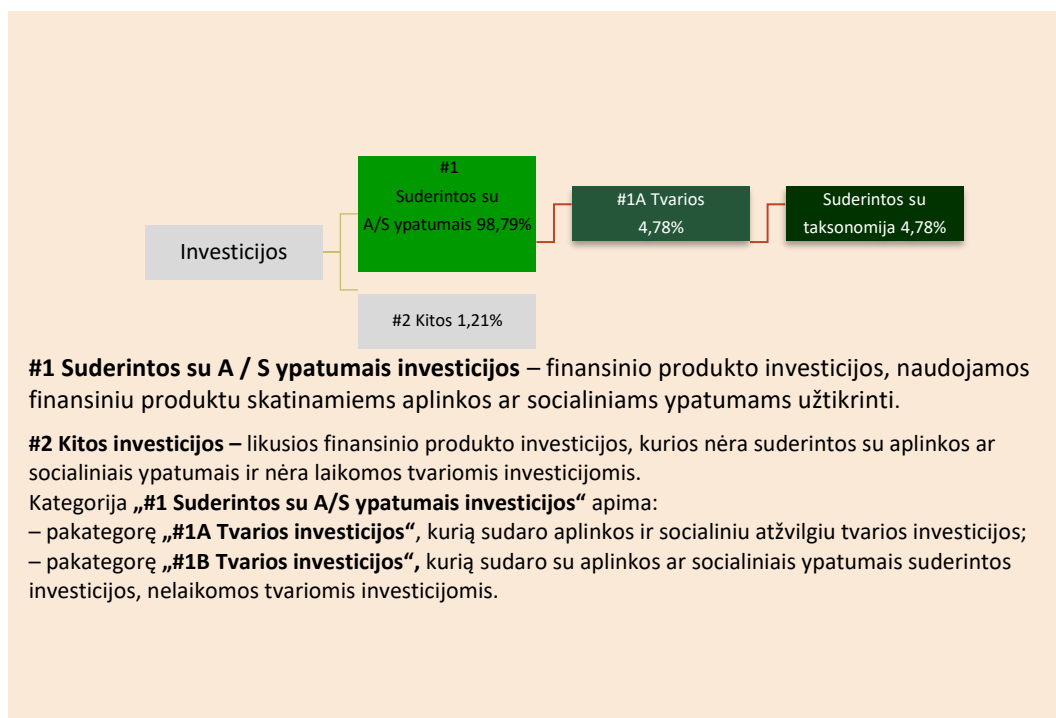 #1
Suderintos su
A/S ypatumais 98,79%
#1A Tvarios
4,78%
Suderintos su
taksonomija 4,78%
Investicijos
#2 Kitos 1,21%
#1 Suderintos su A / S ypatumais investicijos – finansinio produkto investicijos, naudojamos
finansiniu produktu skatinamiems aplinkos ar socialiniams ypatumams užtikrinti.
#2 Kitos investicijos – likusios finansinio produkto investicijos, kurios nėra suderintos su aplinkos ar
socialiniais ypatumais ir nėra laikomos tvariomis investicijomis.
Kategorija „#1 Suderintos su A/S ypatumais investicijos“ apima:
– pakategorę „#1A Tvarios investicijos“, kurią sudaro aplinkos ir socialiniu atžvilgiu tvarios investicijos;
– pakategorę „#1B Tvarios investicijos“, kurią sudaro su aplinkos ar socialiniais ypatumais suderintos
investicijos, nelaikomos tvariomis investicijomis.